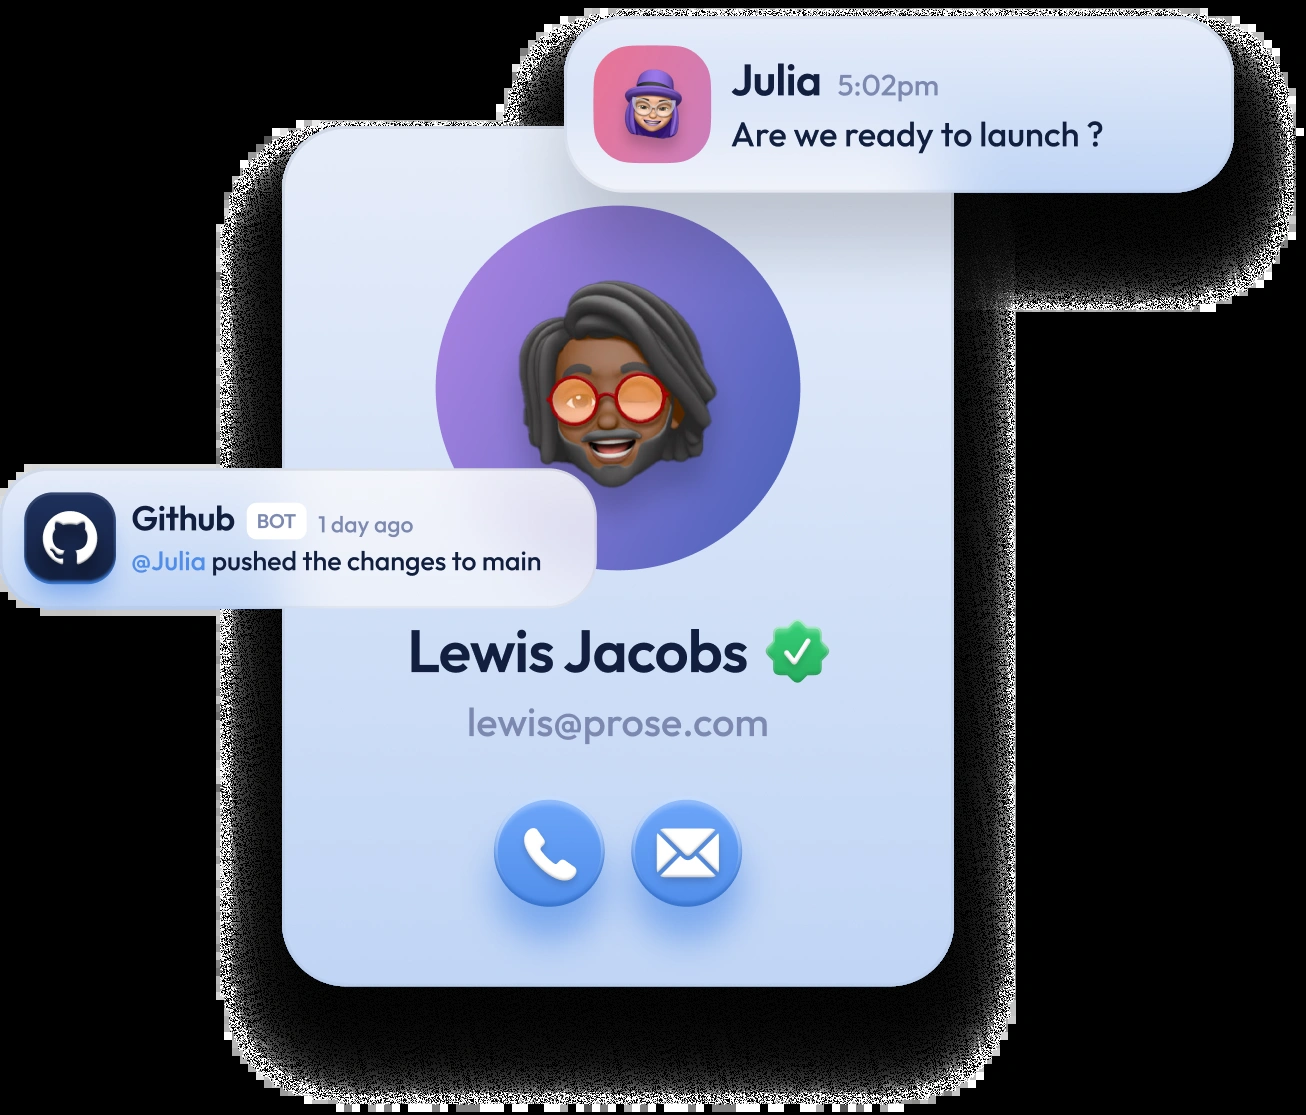 Julia 5:02pm
Are we ready to launch ?
Github BOT 1 day ago
@Julia pushed the changes to main
Lewis Jacobs
lewis@prose.com